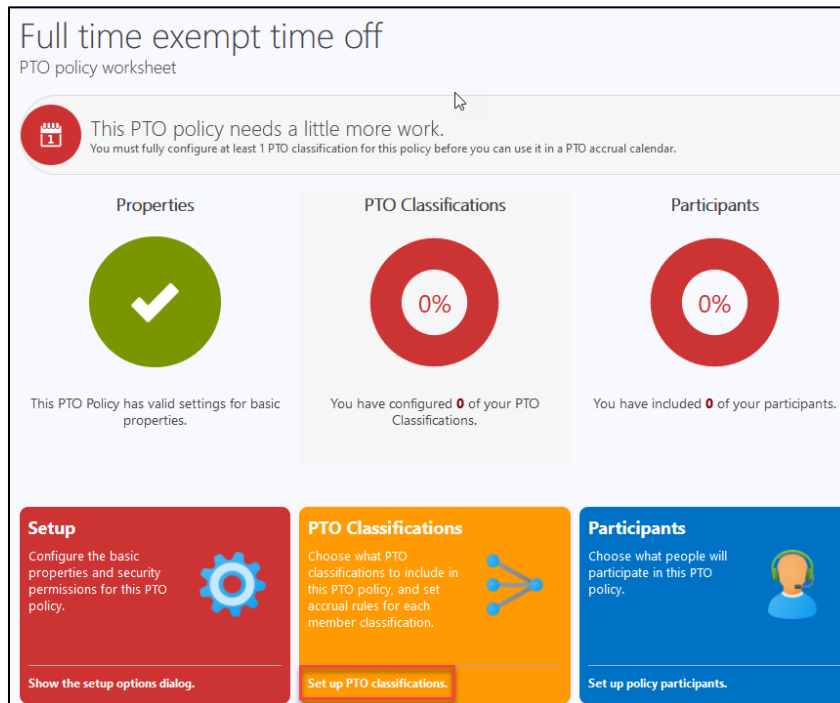 Full time exempt time off
PTO policy worksheet
1
This PTO policy needs a little more work.
You must fully configure at least 1 PTO classification for this policy before you can use it in a PTO accrual calendar.
Properties
This PTO Policy has valid settings for basic
properties.
PTO Classifications
0%
You have configured 0 of your PTO
Classifications.
Participants
0%
You have included 0 of your participants.
Setup
Configure the basic
properties and security
permissions for this PTO
policy.
Show the setup options dialog.
PTO Classifications
Choose what PTO
classifications to include in
this PTO policy, and set
accrual rules for each
member classification.
Set up PTO classifications.
Participants
Choose what people will
participate in this PTO
policy.
Set up policy participants.